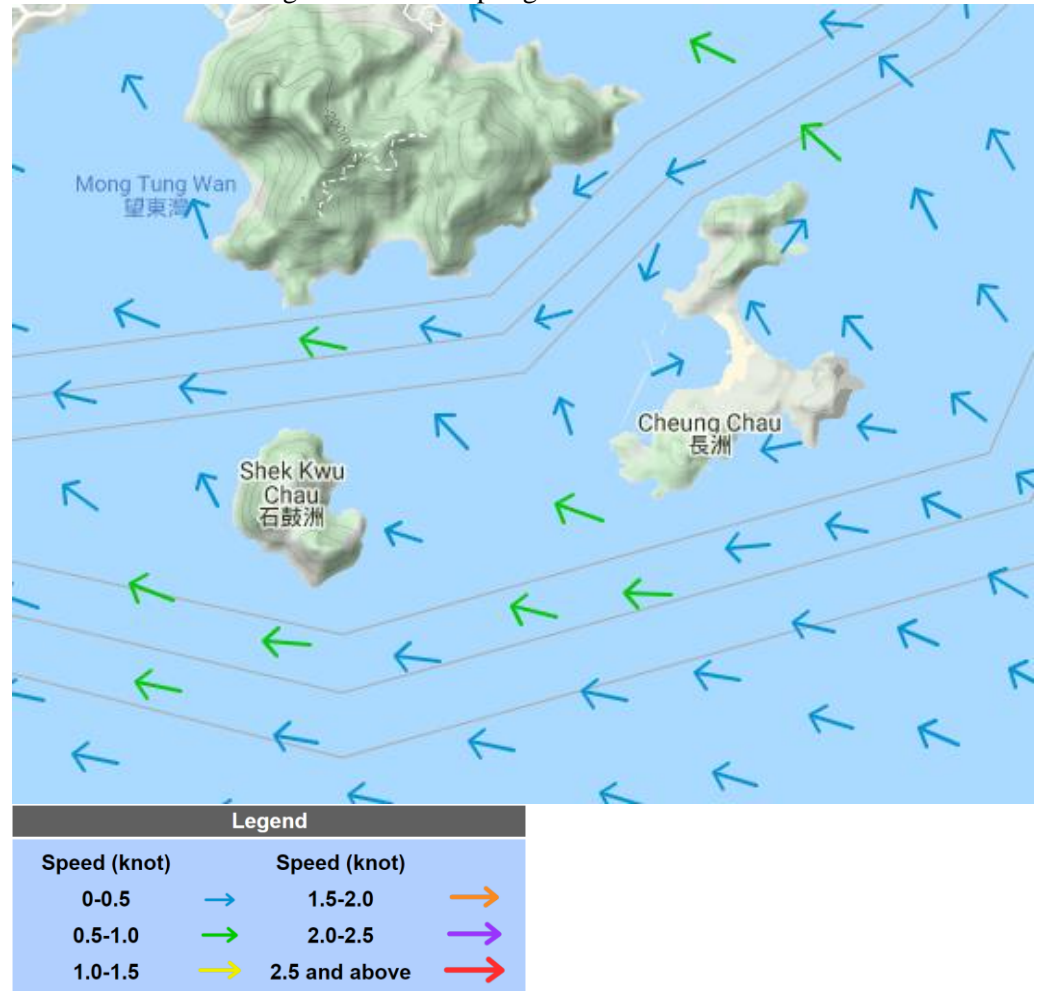 Mong Tung Wan
望東灣
Cheung Chau
長洲
Shek Kwu
Chau
石鼓洲
Legend
Speed (knot) Speed (knot)
0-0.5 1.5-2.0
0.5-1.0 2.0-2.5
1.0-1.5 2.5 and above